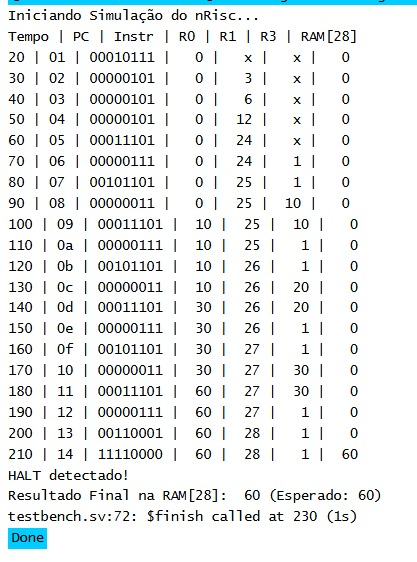 Iniciando Simulação do nRisc...
Tempo | PC | Instr | R0 | R1 | R3 | RAM[28]
20 | 01 | 00010111 | 0 | x | x | 0
30 | 02 | 00000101 | 0 | 3 | x | 0
40 | 03 | 00000101 | 0 | 6 | x | 0
50 | 04 | 00000101 | 0 | 12 | x | 0
60 | 05 | 00011101 | 0 | 24 | x | 0
70 | 06 | 00000111 | 0 | 24 | 1 | 0
80 | 07 | 00101101 | 0 | 25 | 1 | 0
90 | 08 | 00000011 | 0 | 25 | 10 | 0
100 | 09 | 00011101 | 10 | 25 | 10 | 0
110 | 0a | 00000111 | 10 | 25 | 1 | 0
120 | 0b | 00101101 | 10 | 26 | 1 | 0
130 | 0c | 00000011 | 10 | 26 | 20 | 0
140 | 0d | 00011101 | 30 | 26 | 20 | 0
150 | 0e | 00000111 | 30 | 26 | 1 | 0
160 | 0f | 00101101 | 30 | 27 | 1 | 0
170 | 10 | 00000011 | 30 | 27 | 30 | 0
180 | 11 | 00011101 | 60 | 27 | 30 | 0
190 | 12 | 00000111 | 60 | 27 | 1 | 0
200 | 13 | 00110001 | 60 | 28 | 1 | 0
210 | 14 | 11110000 | 60 | 28 | 1 | 60
HALT detectado!
Resultado Final na RAM[28]: 60 (Esperado: 60)
testbench.sv:72: $finish called at 230 (1s)
Done